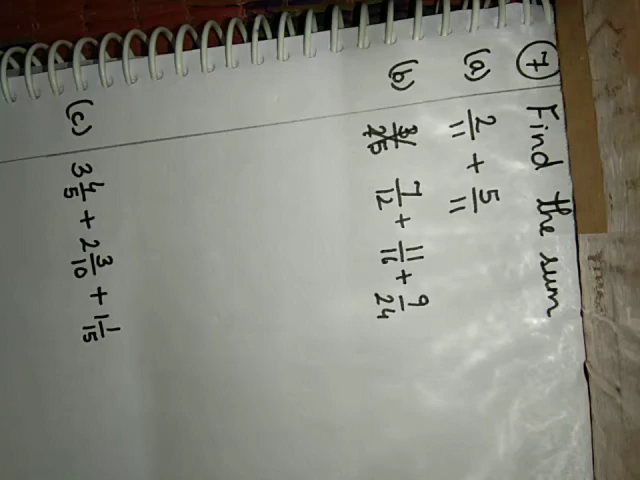 7 Find the sum
(a) 2/11 + 5/11
(b) 7/12 + 11/16 + 9/24
(c) 3 4/5 + 2 3/10 + 1 1/15